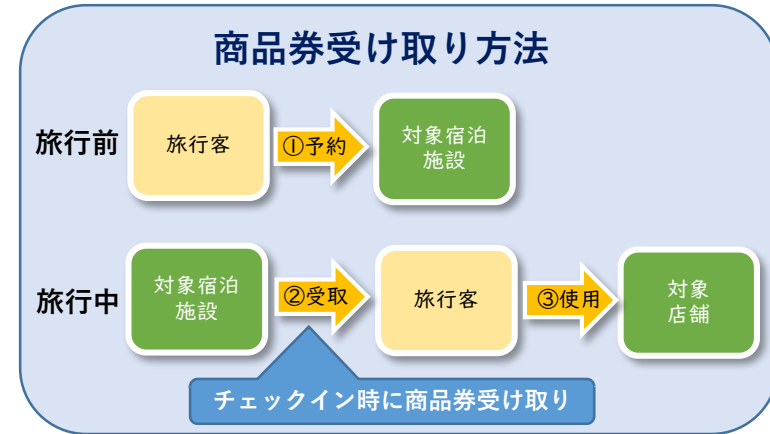 商品券受け取り方法
旅行前
旅行客
①予約
対象宿泊
施設
旅行中
対象宿泊
施設
②受取
旅行客
③使用
対象
店舗
チェックイン時に商品券受け取り